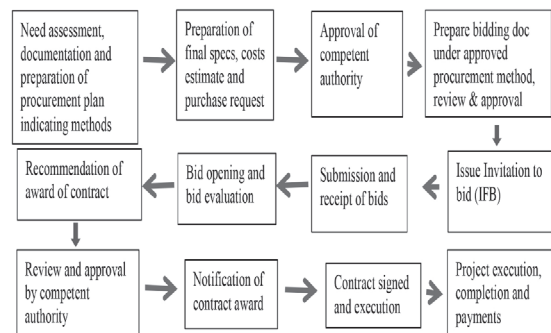 Need assessment,
documentation and
preparation of
procurement plan
indicating methods
Preparation of
final specs, costs
estimate and
purchase request
Approval of
competent
authority
Prepare bidding doc
under approved
procurement method,
review & approval
Issue Invitation to
bid (IFB)
Submission and
receipt of bids
Bid opening and
bid evaluation
Recommendation of
award of contract
Review and approval
by competent
authority
Notification of
contract award
Contract signed
and execution
Project execution,
completion and
payments